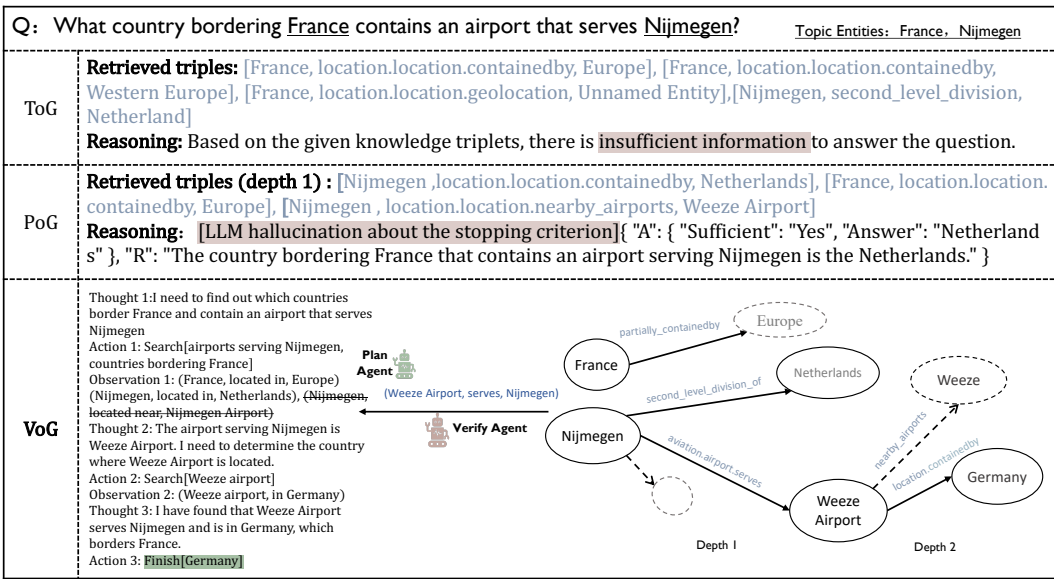 Q: What country bordering France contains an airport that serves Nijmegen?
Topic Entities: France, Nijmegen
ToG
Retrieved triples: [France, location.location.containedby, Europe], [France, location.location.containedby,
Western Europe], [France, location.location.geolocation, Unnamed Entity],[Nijmegen, second_level_division,
Netherland]
Reasoning: Based on the given knowledge triplets, there is insufficient information to answer the question.
PoG
Retrieved triples (depth 1) : [Nijmegen ,location.location.containedby, Netherlands], [France, location.location.
containedby, Europe], [Nijmegen , location.location.nearby_airports, Weeze Airport]
Reasoning: [LLM hallucination about the stopping criterion]{ "A": { "Sufficient": "Yes", "Answer": "Netherland
s" }, "R": "The country bordering France that contains an airport serving Nijmegen is the Netherlands." }
VoG
Thought 1:I need to find out which countries
border France and contain an airport that serves
Nijmegen
Action 1: Search[airports serving Nijmegen,
countries bordering France]
Observation 1: (France, located in, Europe)
(Nijmegen, located in, Netherlands), (Nijmegen,
located near, Nijmegen Airport)
Thought 2: The airport serving Nijmegen is
Weeze Airport. I need to determine the country
where Weeze Airport is located.
Action 2: Search[Weeze airport]
Observation 2: (Weeze airport, in Germany)
Thought 3: I have found that Weeze Airport
serves Nijmegen and is in Germany, which
borders France.
Action 3: Finish[Germany]
Plan
Agent
(Weeze Airport, serves, Nijmegen)
Verify Agent
France
partially_containedby
Europe
Nijmegen
second_level_division_of
Netherlands
aviation.airport.serves
Weeze
Airport
nearby_airports
Weeze
location.containedby
Germany
Depth 1
Depth 2